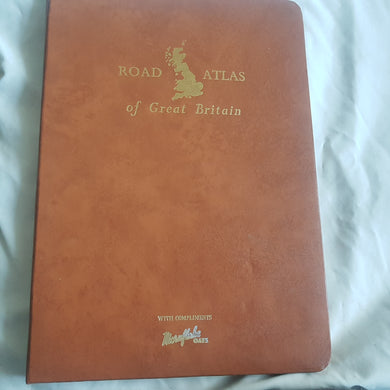 ROAD ATLAS
of Great Britain
WITH COMPLIMENTS
Mornflake
OATS